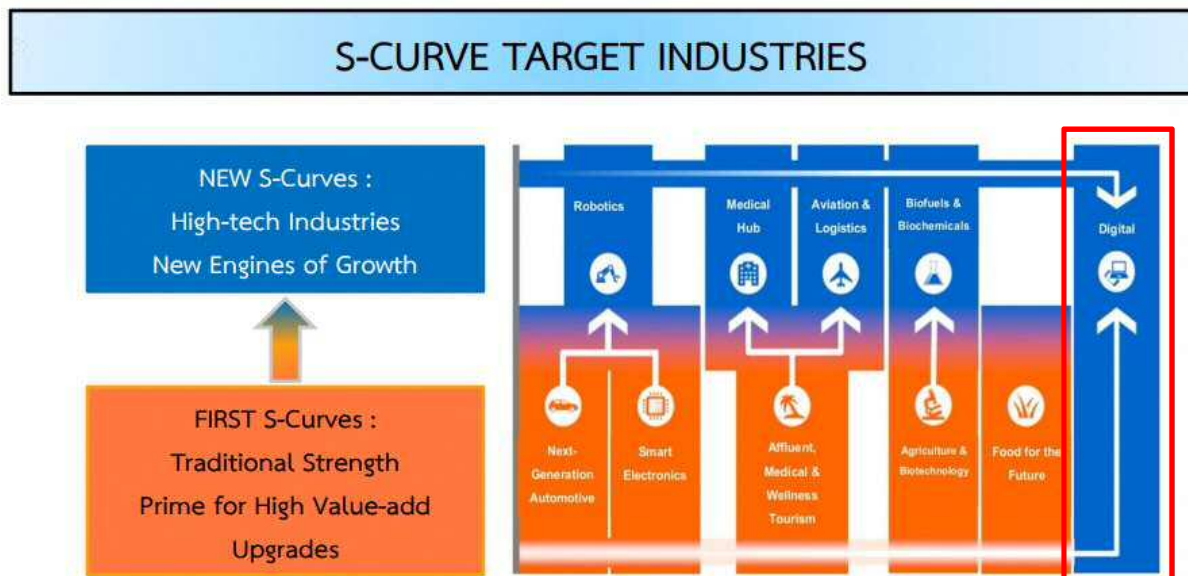 S-CURVE TARGET INDUSTRIES
NEW S-Curves :
High-tech Industries
New Engines of Growth
FIRST S-Curves :
Traditional Strength
Prime for High Value-add
Upgrades
Robotics
Medical
Hub
Aviation &
Logistics
Biofuels &
Biochemicals
Digital
Next-
Generation
Automotive
Smart
Electronics
Affluent,
Medical &
Wellness
Tourism
Agriculture &
Biotechnology
Food for the
Future